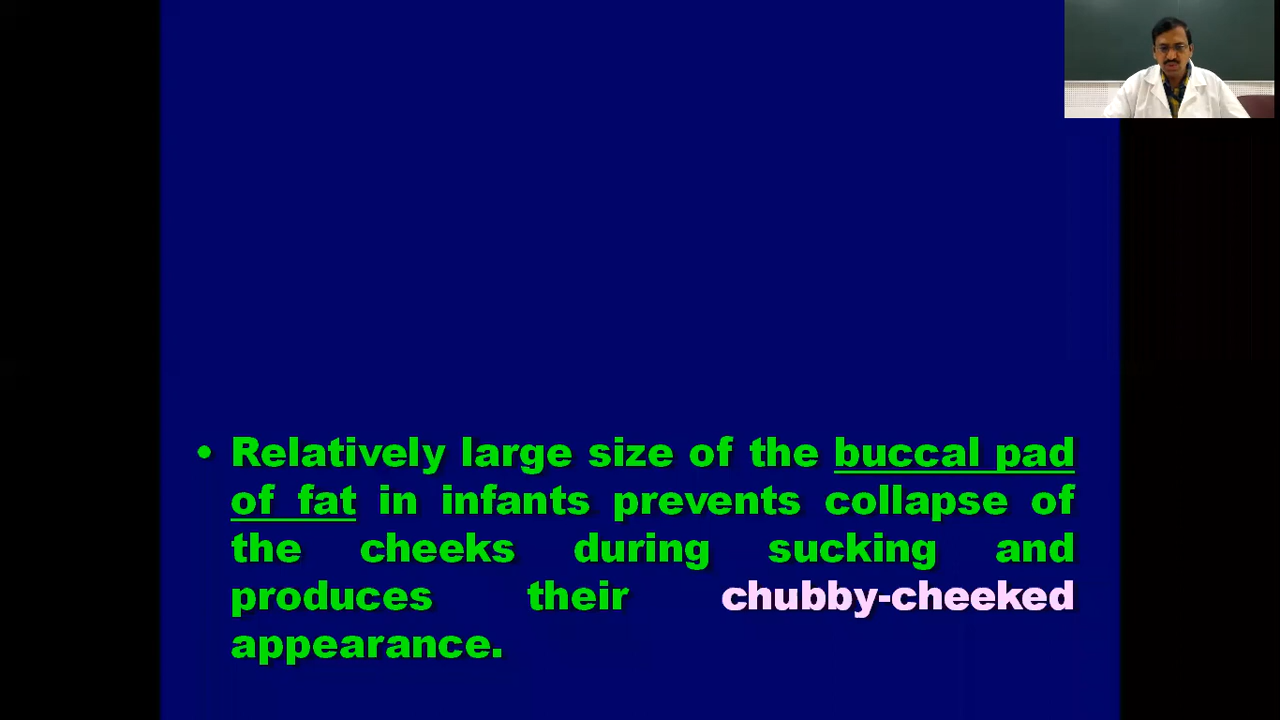 • Relatively large size of the buccal pad
of fat in infants prevents collapse of
the cheeks during sucking and
produces their chubby-cheeked
appearance.